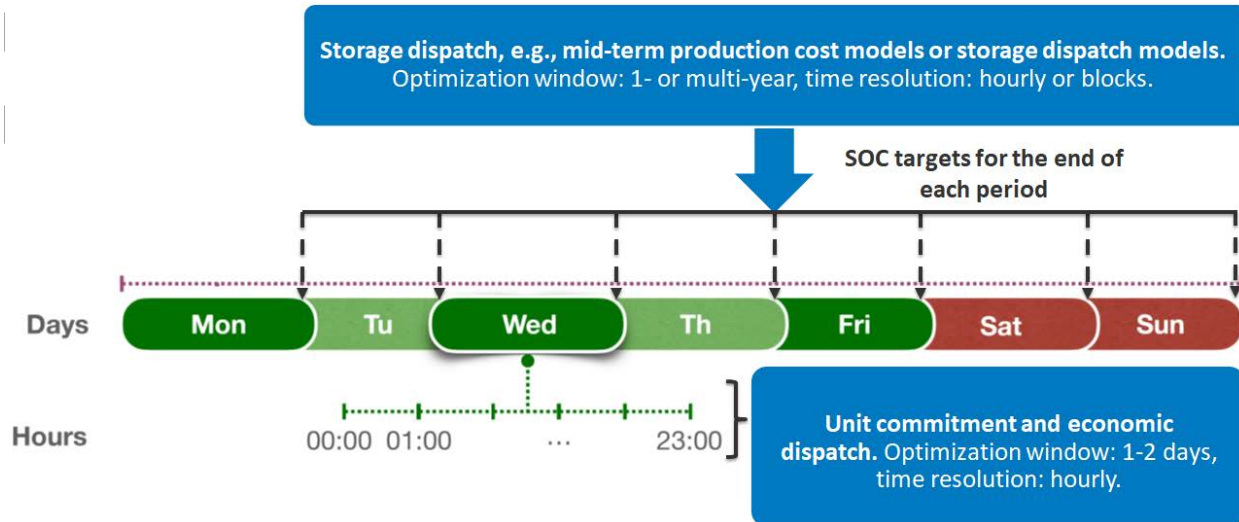 Storage dispatch, e.g., mid-term production cost models or storage dispatch models.
Optimization window: 1- or multi-year, time resolution: hourly or blocks.
SOC targets for the end of
each period
Days
Mon
Tu
Wed
Th
Fri
Sat
Sun
Hours
00:00 01:00 ... 23:00
Unit commitment and economic
dispatch. Optimization window: 1-2 days,
time resolution: hourly.